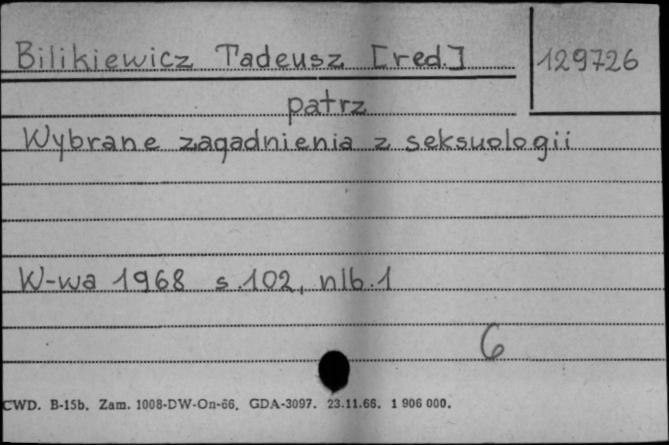 Bilikiewicz Tadeusz [red.] 129726
patrz
Wybrane zagadnienia z seksuologii
W-wa 1968 s.102, nlb.1
6
CWD. B-15b. Zam. 1008-DW-On-66. GDA-3097. 23.11.66. 1 906 000.